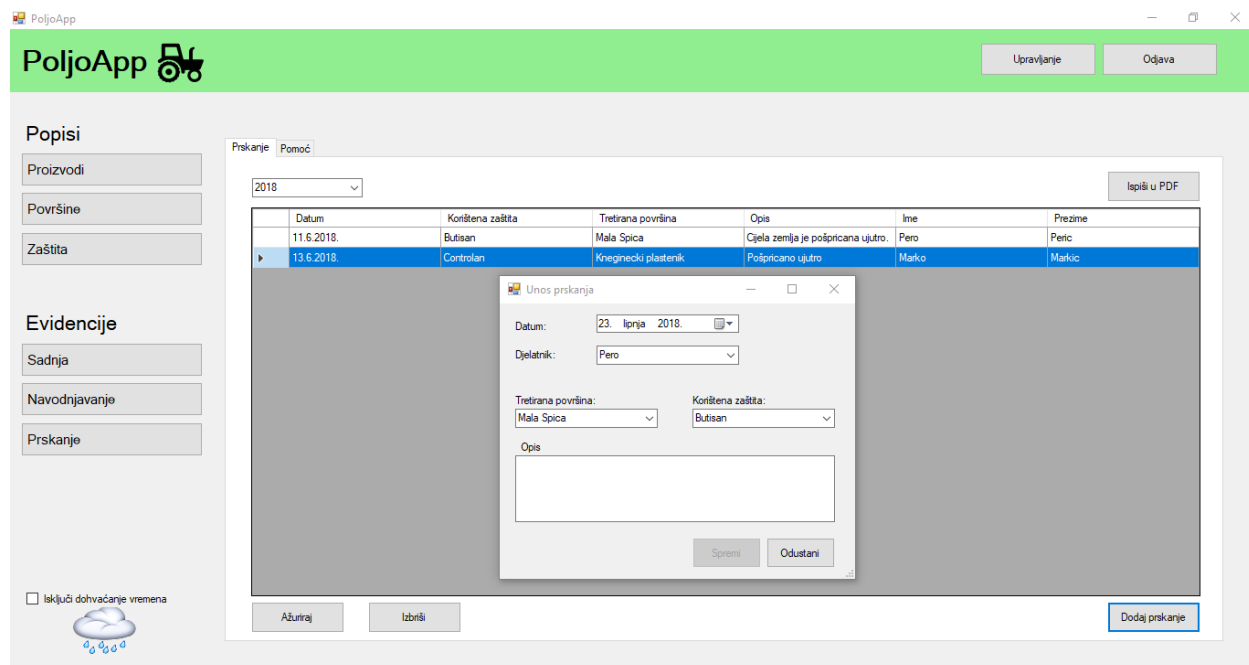 PoljoApp
PoljoApp
Upravljanje
Odjava
Popisi
Proizvodi
Površine
Zaštita
Evidencije
Sadnja
Navodnjavanje
Prskanje
Isključi dohvaćanje vremena
Prskanje Pomoć
2018
Ispiši u PDF
Datum Korištena zaštita Tretirana površina Opis Ime Prezime
11.6.2018. Butisan Mala Spica Cijela zemlja je pošpricana ujutro. Pero Peric
13.6.2018. Controlan Kneginecki plastenik Pošpricano ujutro Marko Markic
Unos prskanja
Datum: 23. lipnja 2018.
Djelatnik: Pero
Tretirana površina: Korištena zaštita:
Mala Spica Butisan
Opis
Spremi Odustani
Ažuriraj Izbriši Dodaj prskanje